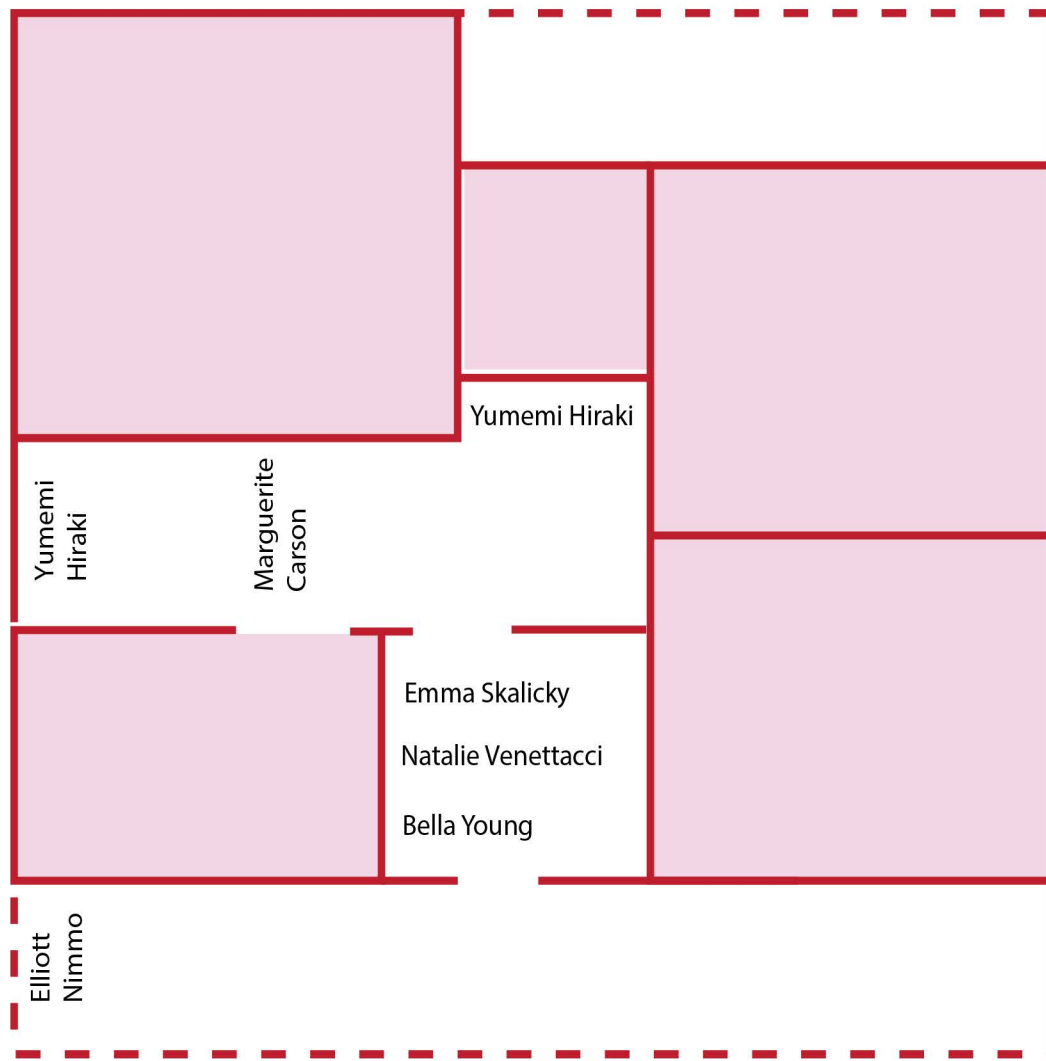 Yumemi Hiraki
Yumemi
Hiraki
Marguerite
Carson
Emma Skalicky
Natalie Venettacci
Bella Young
Elliott
Nimmo